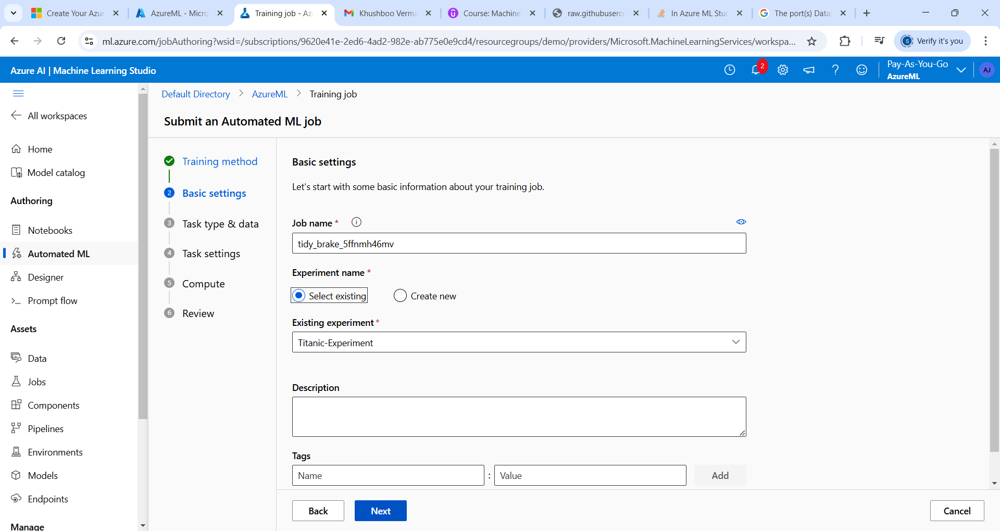 Create Your Azur
AzureML - Micro
Training job - Az
Khushboo Verma
Course: Machine
raw.githubuserco
In Azure ML Stud
The port(s) Datas
ml.azure.com/jobAuthoring?wsid=/subscriptions/9620e41e-2ed6-4ad2-982e-ab775e0e9cd4/resourcegroups/demo/providers/Microsoft.MachineLearningServices/workspa...
S
Verify it's you
Azure AI | Machine Learning Studio
2
Pay-As-You-Go
AzureML
AJ
All workspaces
Home
Model catalog
Authoring
Notebooks
Automated ML
Designer
Prompt flow
Assets
Data
Jobs
Components
Pipelines
Environments
Models
Endpoints
Manage
Default Directory > AzureML > Training job
Submit an Automated ML job
Training method
2 Basic settings
3 Task type & data
4 Task settings
5 Compute
6 Review
Basic settings
Let's start with some basic information about your training job.
Job name *
tidy_brake_5ffnmh46mv
Experiment name *
Select existing
Create new
Existing experiment *
Titanic-Experiment
Description
Tags
Name : Value
Add
Back
Next
Cancel